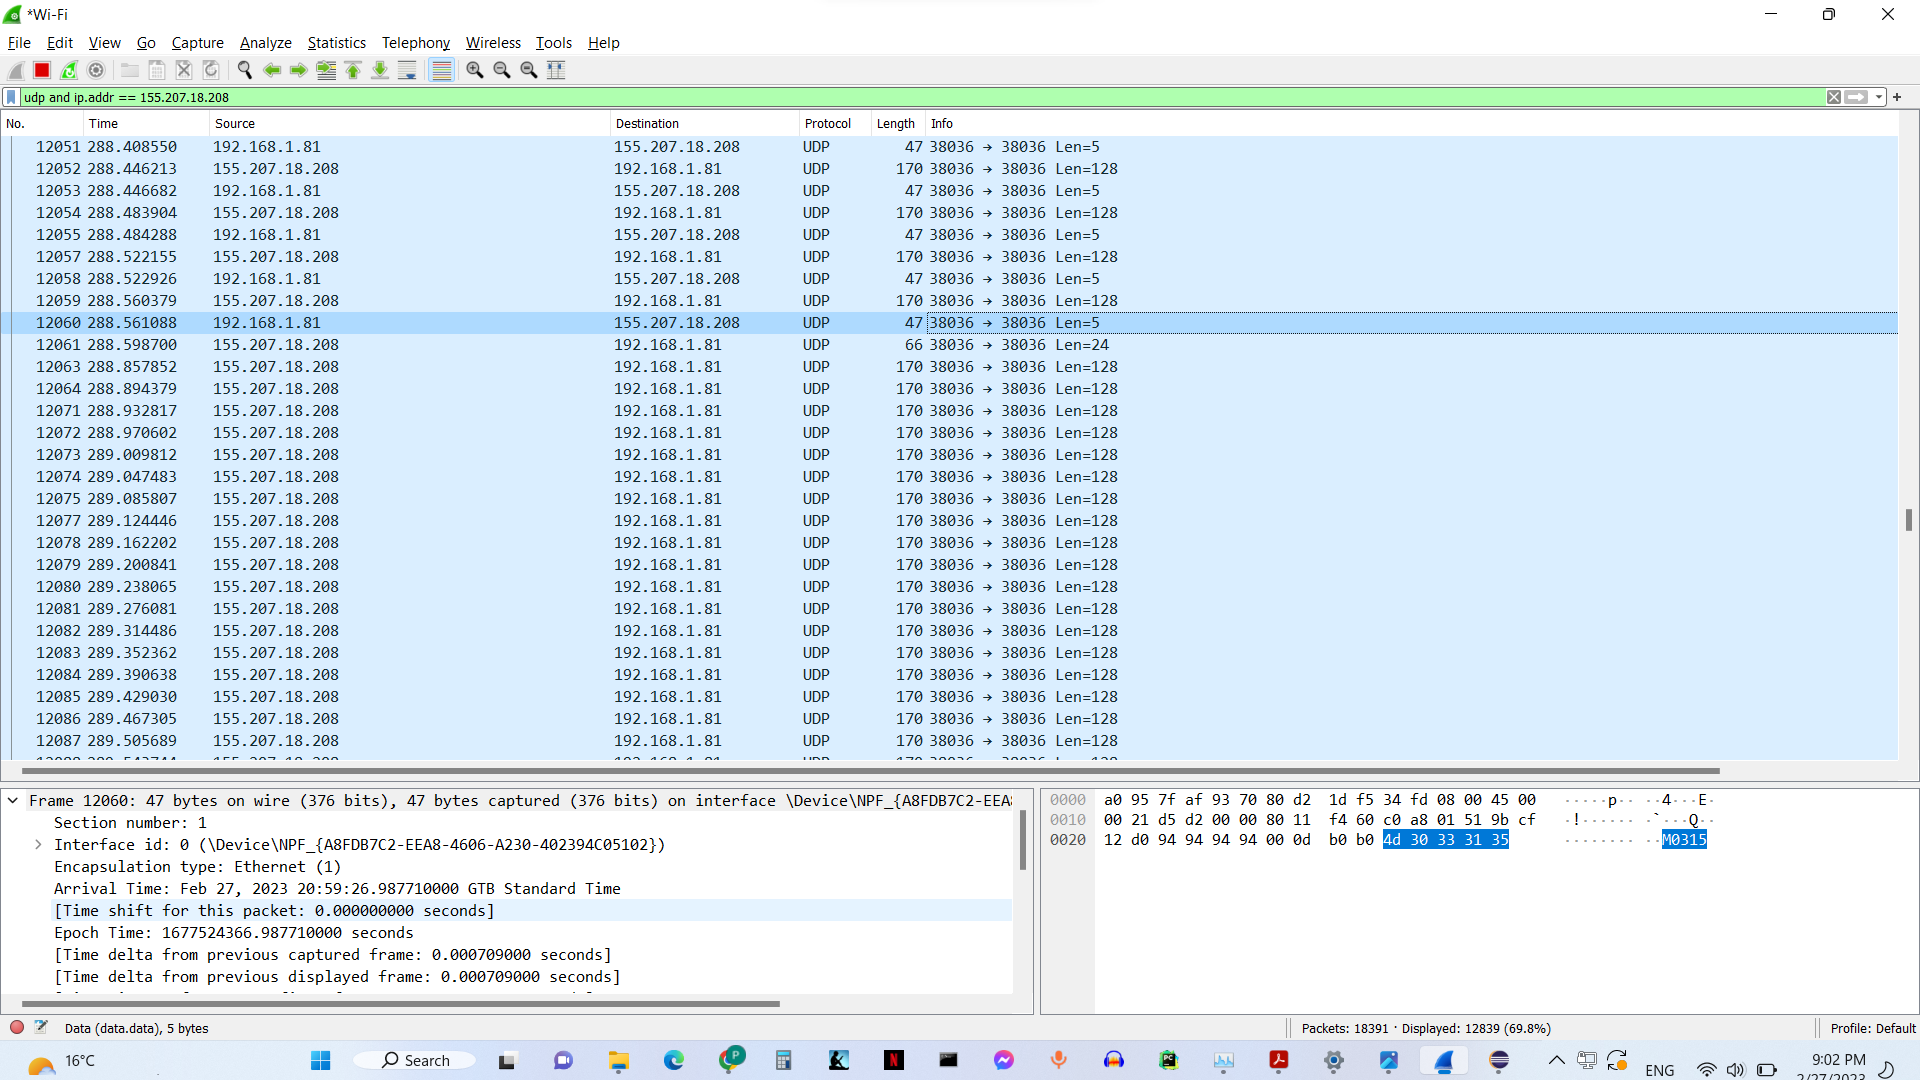 *Wi-Fi
File Edit View Go Capture Analyze Statistics Telephony Wireless Tools Help
udp and ip.addr == 155.207.18.208
No. Time Source Destination Protocol Length Info
12051 288.408550 192.168.1.81 155.207.18.208 UDP 47 38036 → 38036 Len=5
12052 288.446213 155.207.18.208 192.168.1.81 UDP 170 38036 → 38036 Len=128
12053 288.446682 192.168.1.81 155.207.18.208 UDP 47 38036 → 38036 Len=5
12054 288.483904 155.207.18.208 192.168.1.81 UDP 170 38036 → 38036 Len=128
12055 288.484288 192.168.1.81 155.207.18.208 UDP 47 38036 → 38036 Len=5
12057 288.522155 155.207.18.208 192.168.1.81 UDP 170 38036 → 38036 Len=128
12058 288.522926 192.168.1.81 155.207.18.208 UDP 47 38036 → 38036 Len=5
12059 288.560379 155.207.18.208 192.168.1.81 UDP 170 38036 → 38036 Len=128
12060 288.561088 192.168.1.81 155.207.18.208 UDP 47 38036 → 38036 Len=5
12061 288.598700 155.207.18.208 192.168.1.81 UDP 66 38036 → 38036 Len=24
12063 288.857852 155.207.18.208 192.168.1.81 UDP 170 38036 → 38036 Len=128
12064 288.894379 155.207.18.208 192.168.1.81 UDP 170 38036 → 38036 Len=128
12071 288.932817 155.207.18.208 192.168.1.81 UDP 170 38036 → 38036 Len=128
12072 288.970602 155.207.18.208 192.168.1.81 UDP 170 38036 → 38036 Len=128
12073 289.009812 155.207.18.208 192.168.1.81 UDP 170 38036 → 38036 Len=128
12074 289.047483 155.207.18.208 192.168.1.81 UDP 170 38036 → 38036 Len=128
12075 289.085807 155.207.18.208 192.168.1.81 UDP 170 38036 → 38036 Len=128
12077 289.124446 155.207.18.208 192.168.1.81 UDP 170 38036 → 38036 Len=128
12078 289.162202 155.207.18.208 192.168.1.81 UDP 170 38036 → 38036 Len=128
12079 289.200841 155.207.18.208 192.168.1.81 UDP 170 38036 → 38036 Len=128
12080 289.238065 155.207.18.208 192.168.1.81 UDP 170 38036 → 38036 Len=128
12081 289.276081 155.207.18.208 192.168.1.81 UDP 170 38036 → 38036 Len=128
12082 289.314486 155.207.18.208 192.168.1.81 UDP 170 38036 → 38036 Len=128
12083 289.352362 155.207.18.208 192.168.1.81 UDP 170 38036 → 38036 Len=128
12084 289.390638 155.207.18.208 192.168.1.81 UDP 170 38036 → 38036 Len=128
12085 289.429030 155.207.18.208 192.168.1.81 UDP 170 38036 → 38036 Len=128
12086 289.467305 155.207.18.208 192.168.1.81 UDP 170 38036 → 38036 Len=128
12087 289.505689 155.207.18.208 192.168.1.81 UDP 170 38036 → 38036 Len=128
Frame 12060: 47 bytes on wire (376 bits), 47 bytes captured (376 bits) on interface \Device\NPF_{A8FDB7C2-EEA8
Section number: 1
Interface id: 0 (\Device\NPF_{A8FDB7C2-EEA8-4606-A230-402394C05102})
Encapsulation type: Ethernet (1)
Arrival Time: Feb 27, 2023 20:59:26.987710000 GTB Standard Time
[Time shift for this packet: 0.000000000 seconds]
Epoch Time: 1677524366.987710000 seconds
[Time delta from previous captured frame: 0.000709000 seconds]
[Time delta from previous displayed frame: 0.000709000 seconds]
0000 a0 95 7f af 93 70 80 d2 1d f5 34 fd 08 00 45 00 ·····p·· ··4···E·
0010 00 21 d5 d2 00 00 80 11 f4 60 c0 a8 01 51 9b cf ·!······ ·`···Q··
0020 12 d0 94 94 94 94 00 0d b0 b0 4d 30 33 31 35 ········ ··M0315
Data (data.data), 5 bytes
Packets: 18391 · Displayed: 12839 (69.8%)
Profile: Default
16°C
Search
ENG
9:02 PM
2/27/2023